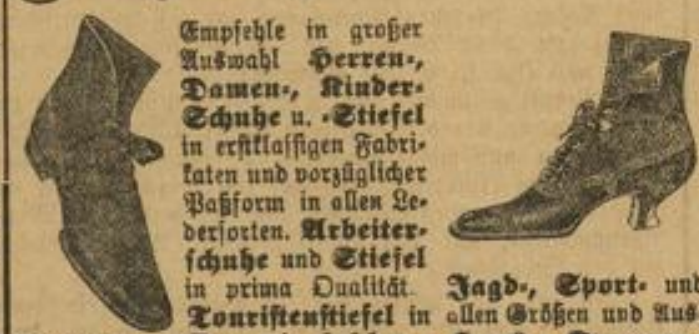 Empfehle in großer
Auswahl Herren-,
Damen-, Kinder-
Schuhe u. -Stiefel
in erstklassigen Fabri-
katen und vorzüglicher
Paßform in allen Le-
dersorten. Arbeiter-
schuhe und Stiefel
in prima Qualität. Jagd-, Sport- und
Touristenstiefel in allen Größen und Aus